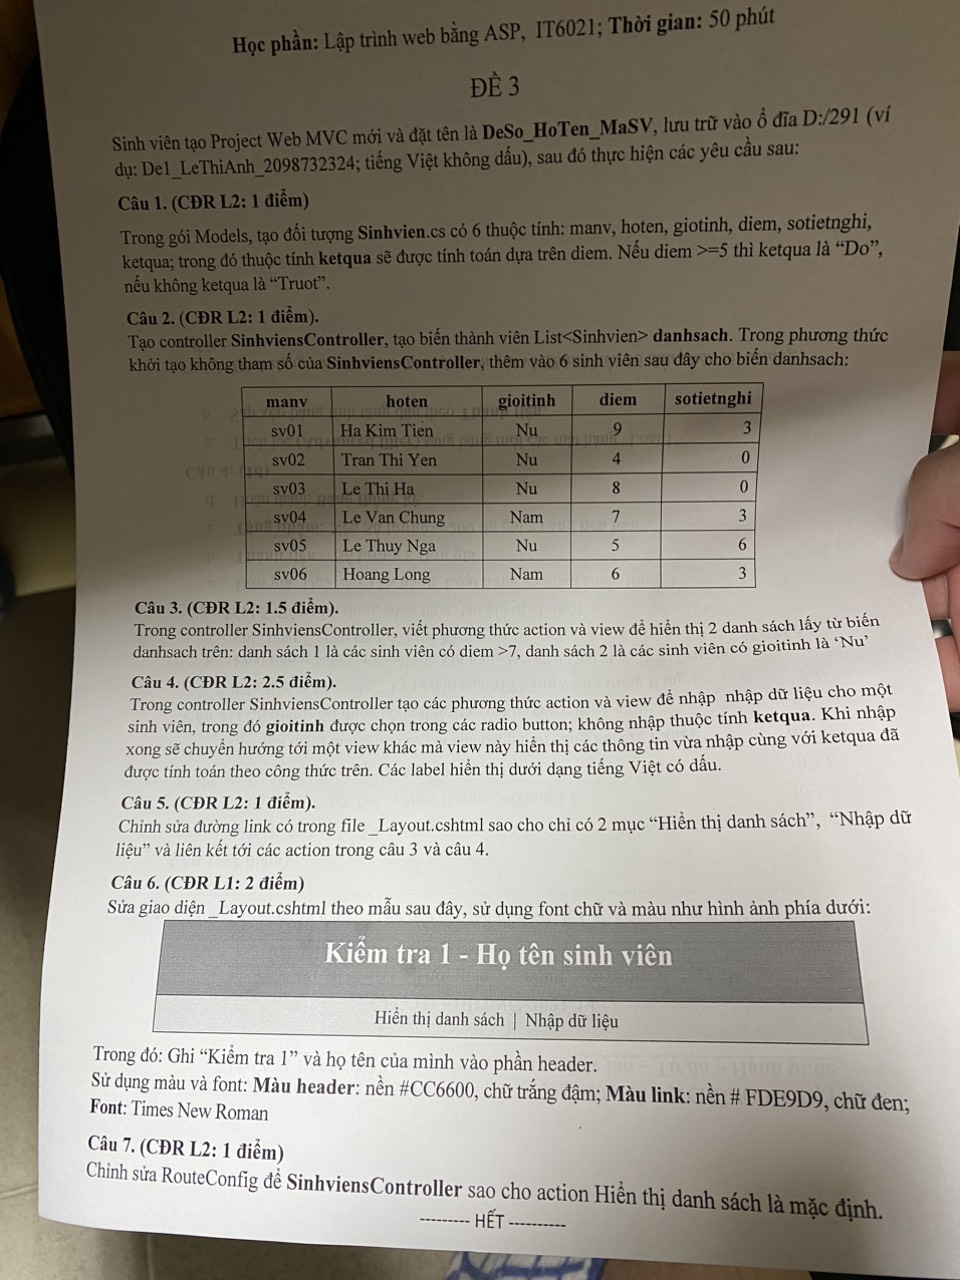 Học phần: Lập trình web bằng ASP, IT6021; Thời gian: 50 phút
ĐỀ 3
Sinh viên tạo Project Web MVC mới và đặt tên là DeSo_HoTen_MaSV, lưu trữ vào ổ đĩa D:/291 (ví
dụ: De1_LeThiAnh_2098732324; tiếng Việt không dấu), sau đó thực hiện các yêu cầu sau:
Câu 1. (CĐR L2: 1 điểm)
Trong gói Models, tạo đối tượng Sinhvien.cs có 6 thuộc tính: manv, hoten, giotinh, diem, sotietnghi,
ketqua; trong đó thuộc tính ketqua sẽ được tính toán dựa trên diem. Nếu diem >=5 thì ketqua là “Do”,
nếu không ketqua là “Truot”.
Câu 2. (CĐR L2: 1 điểm).
Tạo controller SinhviensController, tạo biến thành viên List<Sinhvien> danhsach. Trong phương thức
khởi tạo không tham số của SinhviensController, thêm vào 6 sinh viên sau đây cho biến danhsach:
manv hoten gioitinh diem sotietnghi
sv01 Ha Kim Tien Nu 9 3
sv02 Tran Thi Yen Nu 4 0
sv03 Le Thi Ha Nu 8 0
sv04 Le Van Chung Nam 7 3
sv05 Le Thuy Nga Nu 5 6
sv06 Hoang Long Nam 6 3
Câu 3. (CĐR L2: 1.5 điểm).
Trong controller SinhviensController, viết phương thức action và view để hiển thị 2 danh sách lấy từ biến
danhsach trên: danh sách 1 là các sinh viên có diem >7, danh sách 2 là các sinh viên có gioitinh là ‘Nu’
Câu 4. (CĐR L2: 2.5 điểm).
Trong controller SinhviensController tạo các phương thức action và view để nhập nhập dữ liệu cho một
sinh viên, trong đó gioitinh được chọn trong các radio button; không nhập thuộc tính ketqua. Khi nhập
xong sẽ chuyển hướng tới một view khác mà view này hiển thị các thông tin vừa nhập cùng với ketqua đã
được tính toán theo công thức trên. Các label hiển thị dưới dạng tiếng Việt có dấu.
Câu 5. (CĐR L2: 1 điểm).
Chỉnh sửa đường link có trong file _Layout.cshtml sao cho chỉ có 2 mục “Hiển thị danh sách”, “Nhập dữ
liệu” và liên kết tới các action trong câu 3 và câu 4.
Câu 6. (CĐR L1: 2 điểm)
Sửa giao diện _Layout.cshtml theo mẫu sau đây, sử dụng font chữ và màu như hình ảnh phía dưới:
Kiểm tra 1 - Họ tên sinh viên
Hiển thị danh sách | Nhập dữ liệu
Trong đó: Ghi “Kiểm tra 1” và họ tên của mình vào phần header.
Sử dụng màu và font: Màu header: nền #CC6600, chữ trắng đậm; Màu link: nền # FDE9D9, chữ đen;
Font: Times New Roman
Câu 7. (CĐR L2: 1 điểm)
Chỉnh sửa RouteConfig để SinhviensController sao cho action Hiển thị danh sách là mặc định.
--------- HẾT ----------